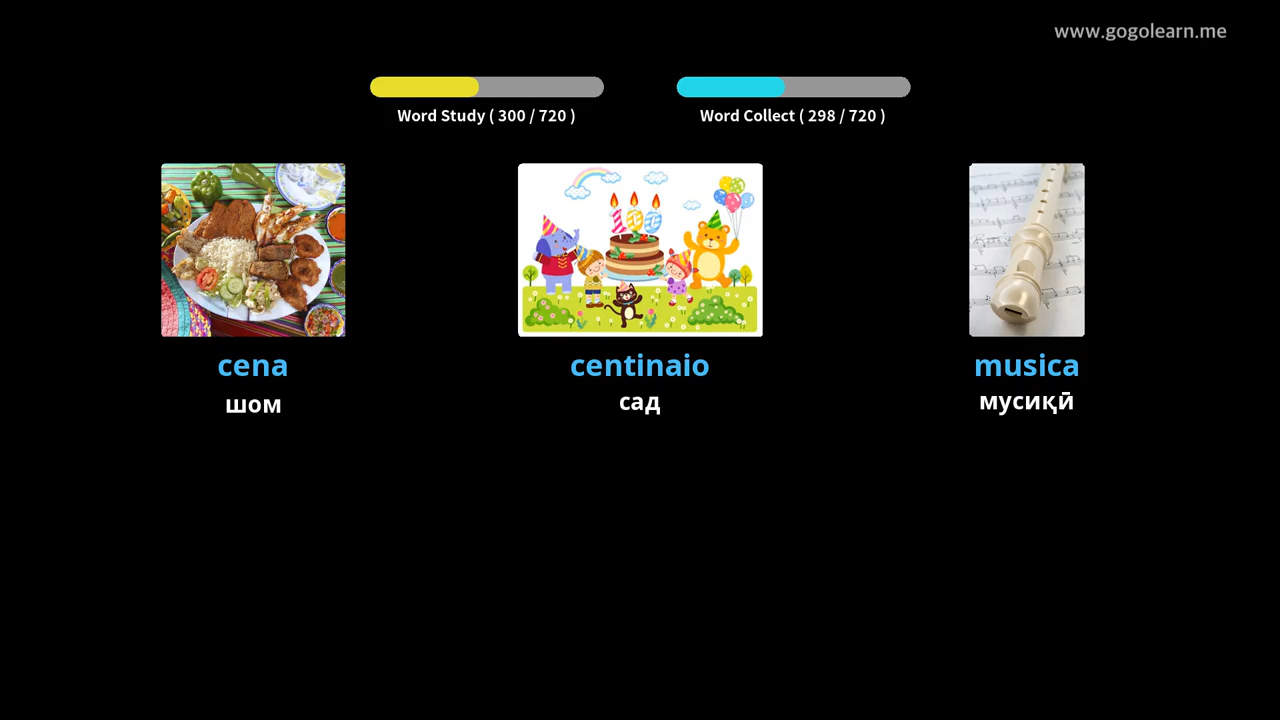 www.gogolearn.me
Word Study ( 300 / 720 )
Word Collect ( 298 / 720 )
cena
шом
centinaio
сад
musica
мусиқӣ